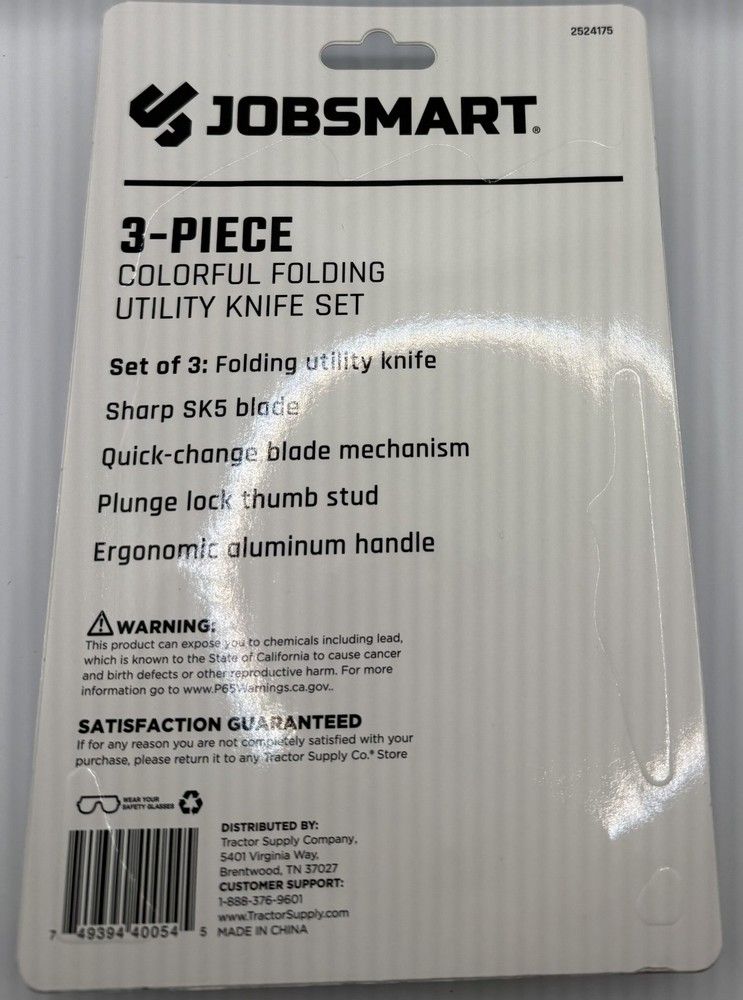 2524175
JOBSMART®
3-PIECE
COLORFUL FOLDING
UTILITY KNIFE SET
Set of 3: Folding utility knife
Sharp SK5 blade
Quick-change blade mechanism
Plunge lock thumb stud
Ergonomic aluminum handle
WARNING:
This product can expose you to chemicals including lead,
which is known to the State of California to cause cancer
and birth defects or other reproductive harm. For more
information go to www.P65Warnings.ca.gov..
SATISFACTION GUARANTEED
If for any reason you are not completely satisfied with your
purchase, please return it to any Tractor Supply Co.® Store
WEAR YOUR
SAFETY GLASSES
DISTRIBUTED BY:
Tractor Supply Company,
5401 Virginia Way,
Brentwood, TN 37027
CUSTOMER SUPPORT:
1-888-376-9601
www.TractorSupply.com
MADE IN CHINA
7 49394 40054 5